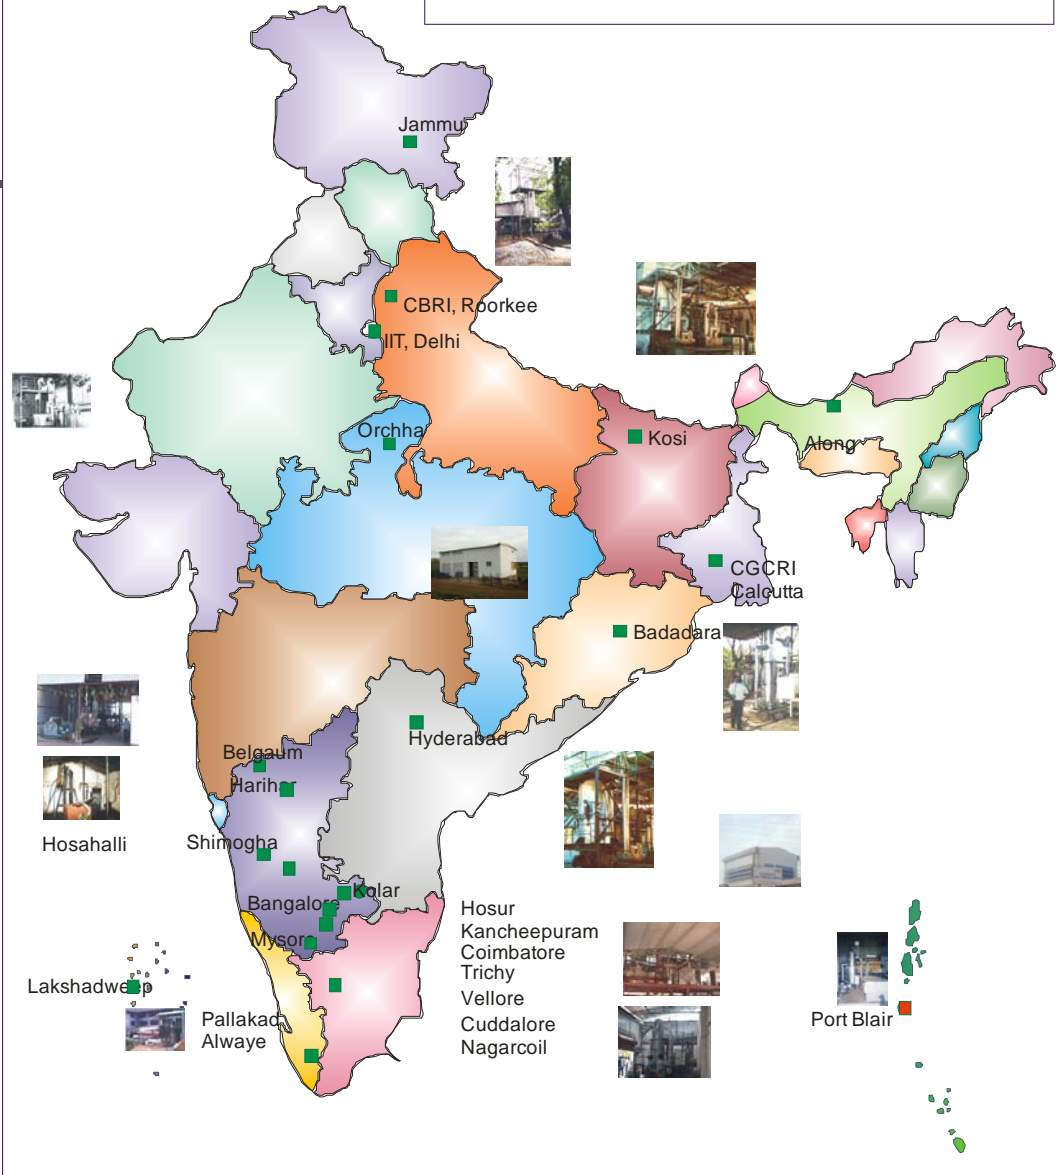 Jammu
CBRI, Roorkee
IIT, Delhi
Orchha
Kosi
Along
CGCRI
Calcutta
Badadara
Hyderabad
Belgaum
Harihar
Hosahalli
Shimogha
Kolar
Bangalore
Mysore
Hosur
Kancheepuram
Coimbatore
Trichy
Vellore
Cuddalore
Nagarcoil
Lakshadweep
Pallakad
Alwaye
Port Blair